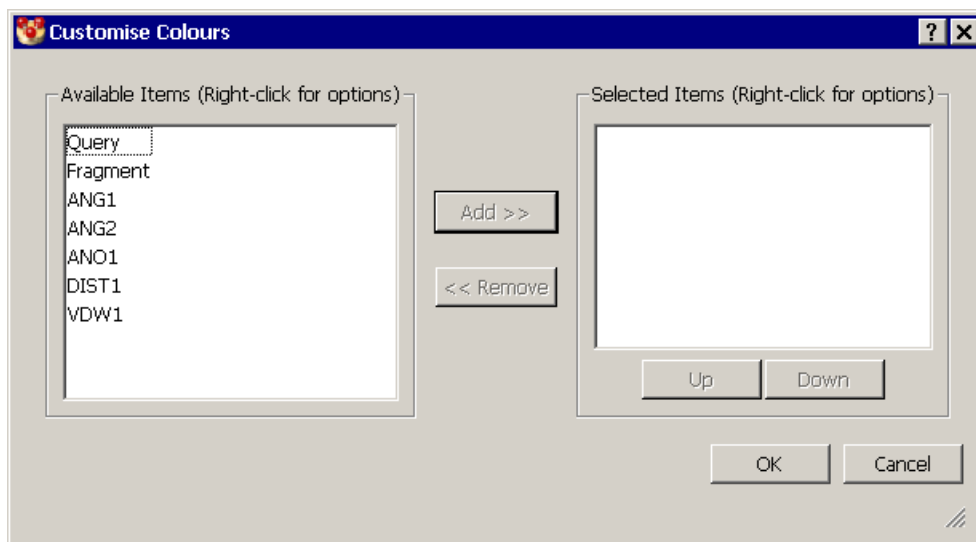 Customise Colours
Available Items (Right-click for options)
Query
Fragment
ANG1
ANG2
ANO1
DIST1
VDW1
Add >>
<< Remove
Selected Items (Right-click for options)
Up
Down
OK
Cancel